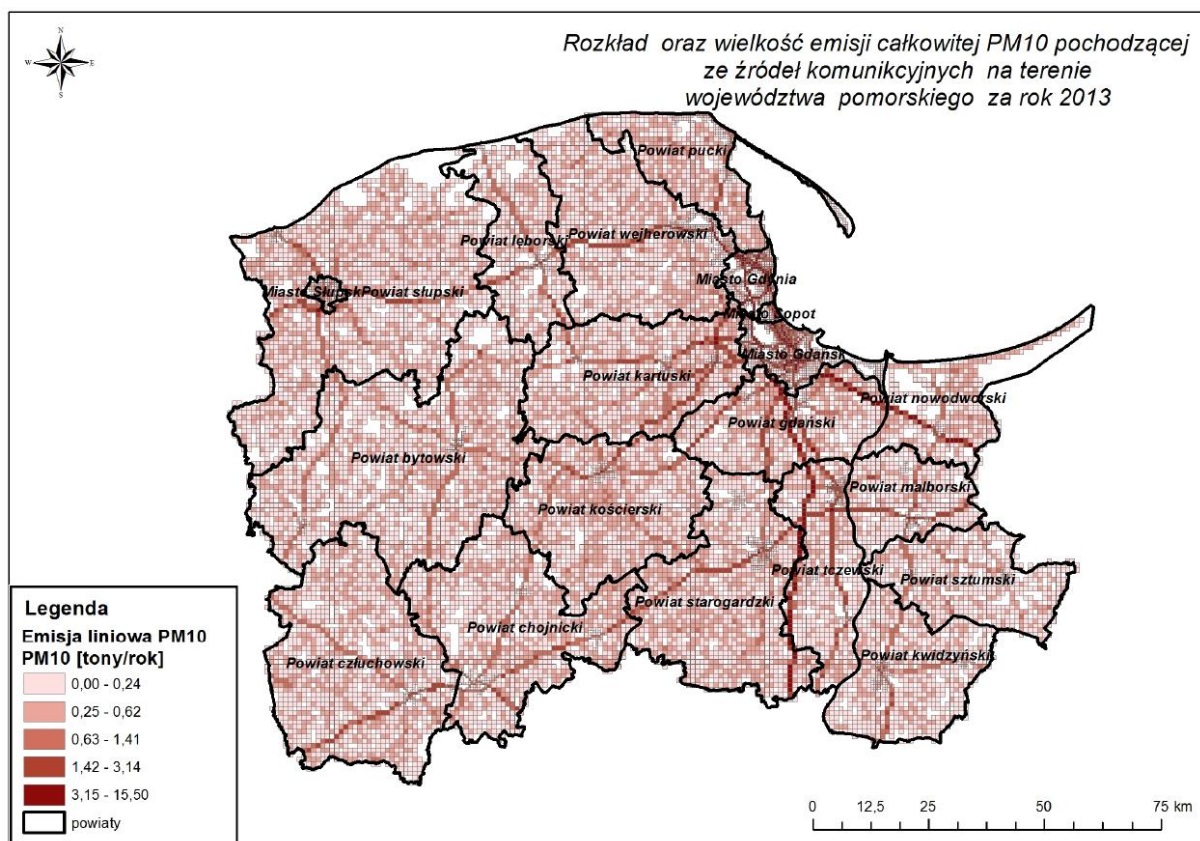 Rozkład oraz wielkość emisji całkowitej PM10 pochodzącej
ze źródeł komunikcyjnych na terenie
województwa pomorskiego za rok 2013
N
W E
S
Powiat pucki
Powiat lęborski
Powiat wejherowski
Miasto Gdynia
Miasto Słupsk
Powiat słupski
Miasto Sopot
Miasto Gdańsk
Powiat kartuski
Powiat nowodworski
Powiat gdański
Powiat bytowski
Powiat malborski
Powiat kościerski
Powiat tczewski
Powiat sztumski
Powiat starogardzki
Powiat chojnicki
Powiat człuchowski
Powiat kwidzyński
Legenda
Emisja liniowa PM10
PM10 [tony/rok]
0,00 - 0,24
0,25 - 0,62
0,63 - 1,41
1,42 - 3,14
3,15 - 15,50
powiaty
0 12,5 25 50 75 km